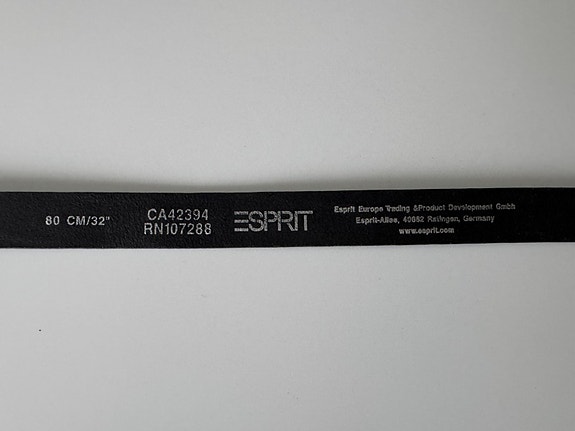 80 CM/32"
CA42394
RN107288
ESPRIT
Esprit Europe Trading &Product Development GmbH
Esprit-Allee, 40882 Ratingen, Germany
www.esprit.com